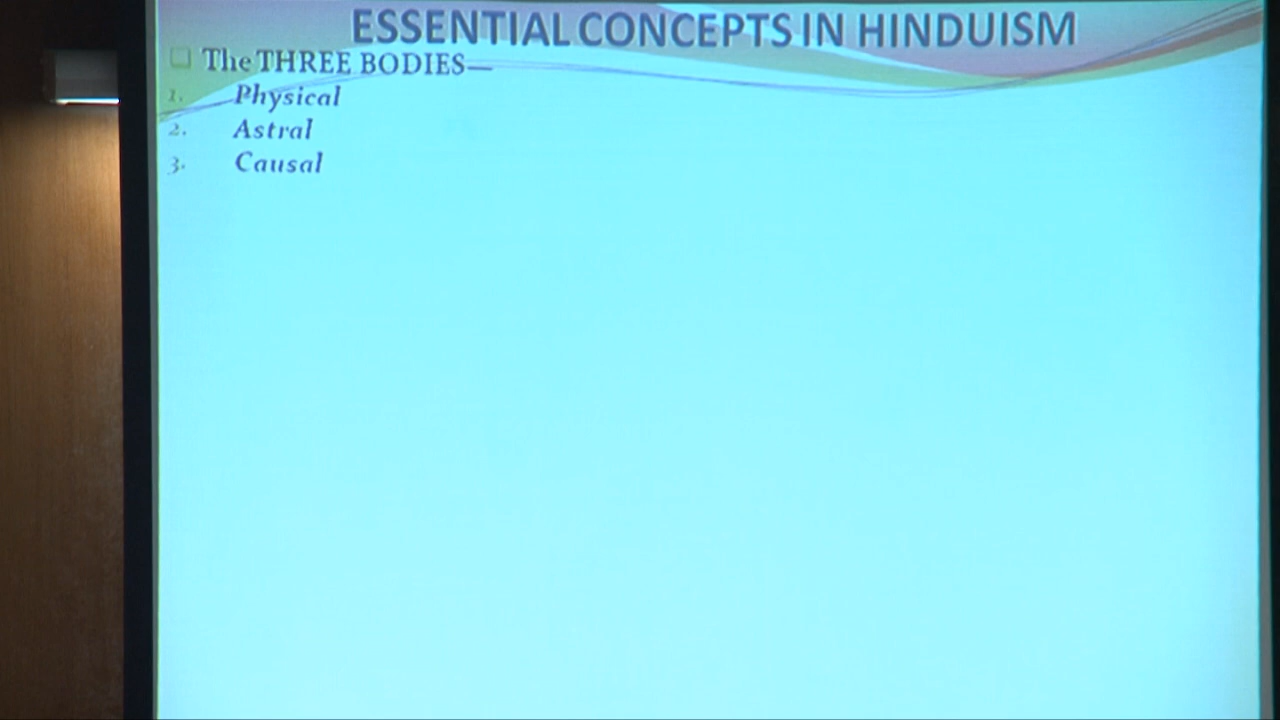 ESSENTIAL CONCEPTS IN HINDUISM
The THREE BODIES—
1. Physical
2. Astral
3. Causal